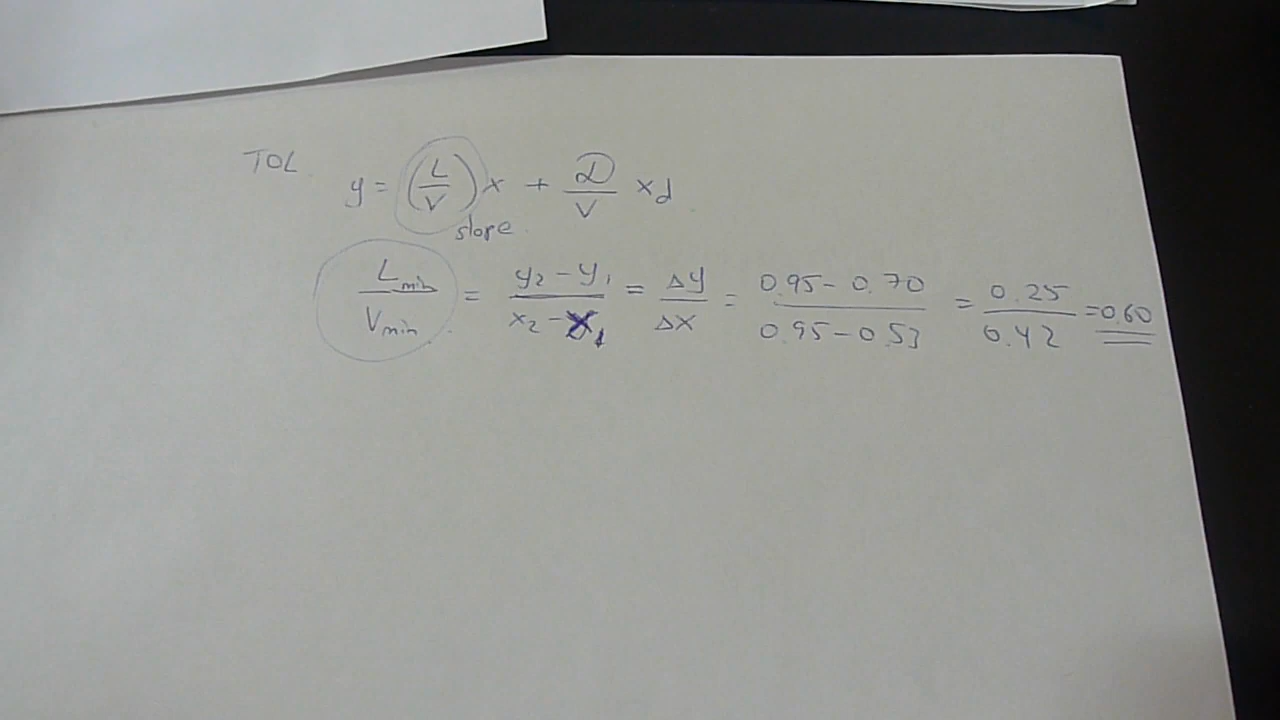 TOL y = (L/V) x + D/V xd
slope
Lmin/Vmin = y2 - y1/x2 - x1 = Δy/Δx = 0.95 - 0.70/0.95 - 0.53 = 0.25/0.42 = 0.60